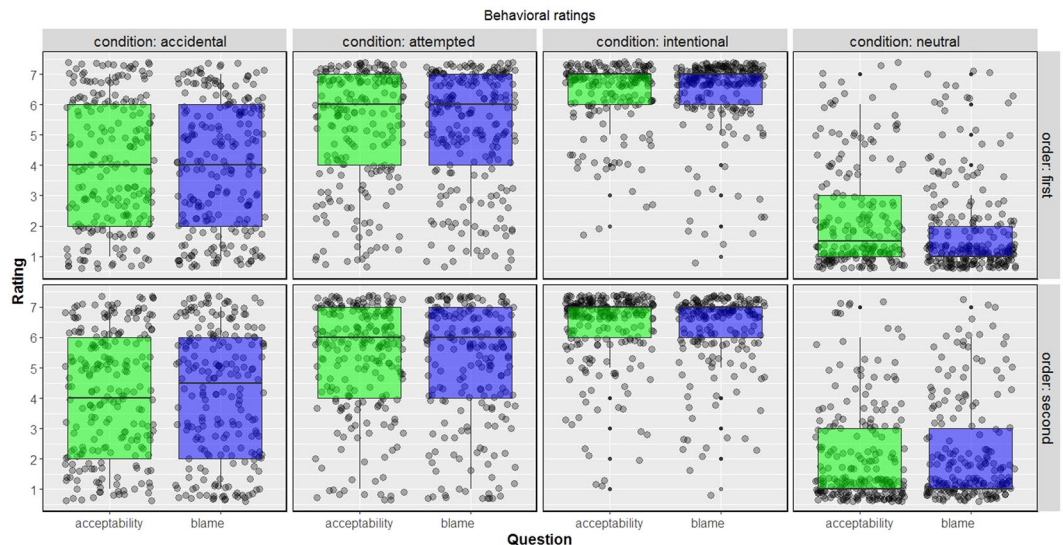 Behavioral ratings
condition: accidental
condition: attempted
condition: intentional
condition: neutral
7
6
5
4
3
2
1
order: first
7
6
5
4
3
2
1
order: second
Rating
acceptability
blame
acceptability
blame
acceptability
blame
acceptability
blame
Question